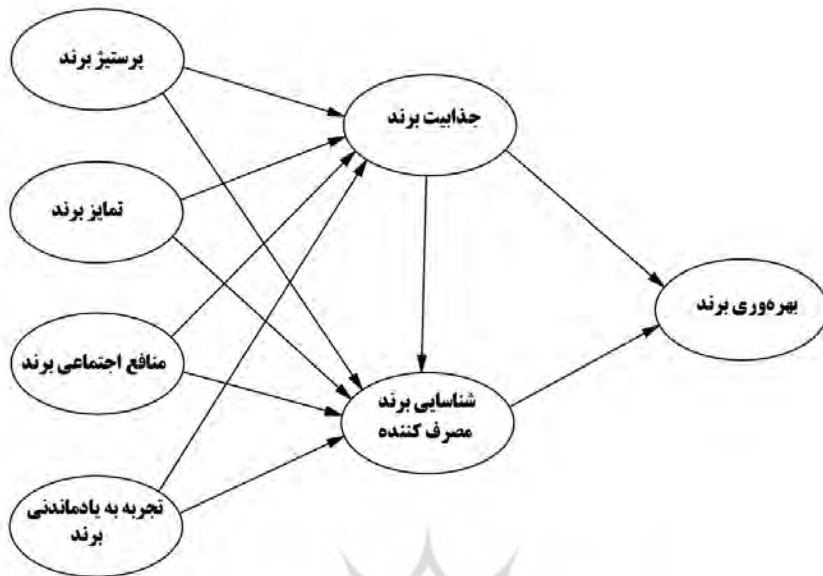 پرستیژ برند
جذابیت برند
تمایز برند
بهره‌وری برند
منافع اجتماعی برند
شناسایی برند
مصرف کننده
تجربه به یادماندنی
برند